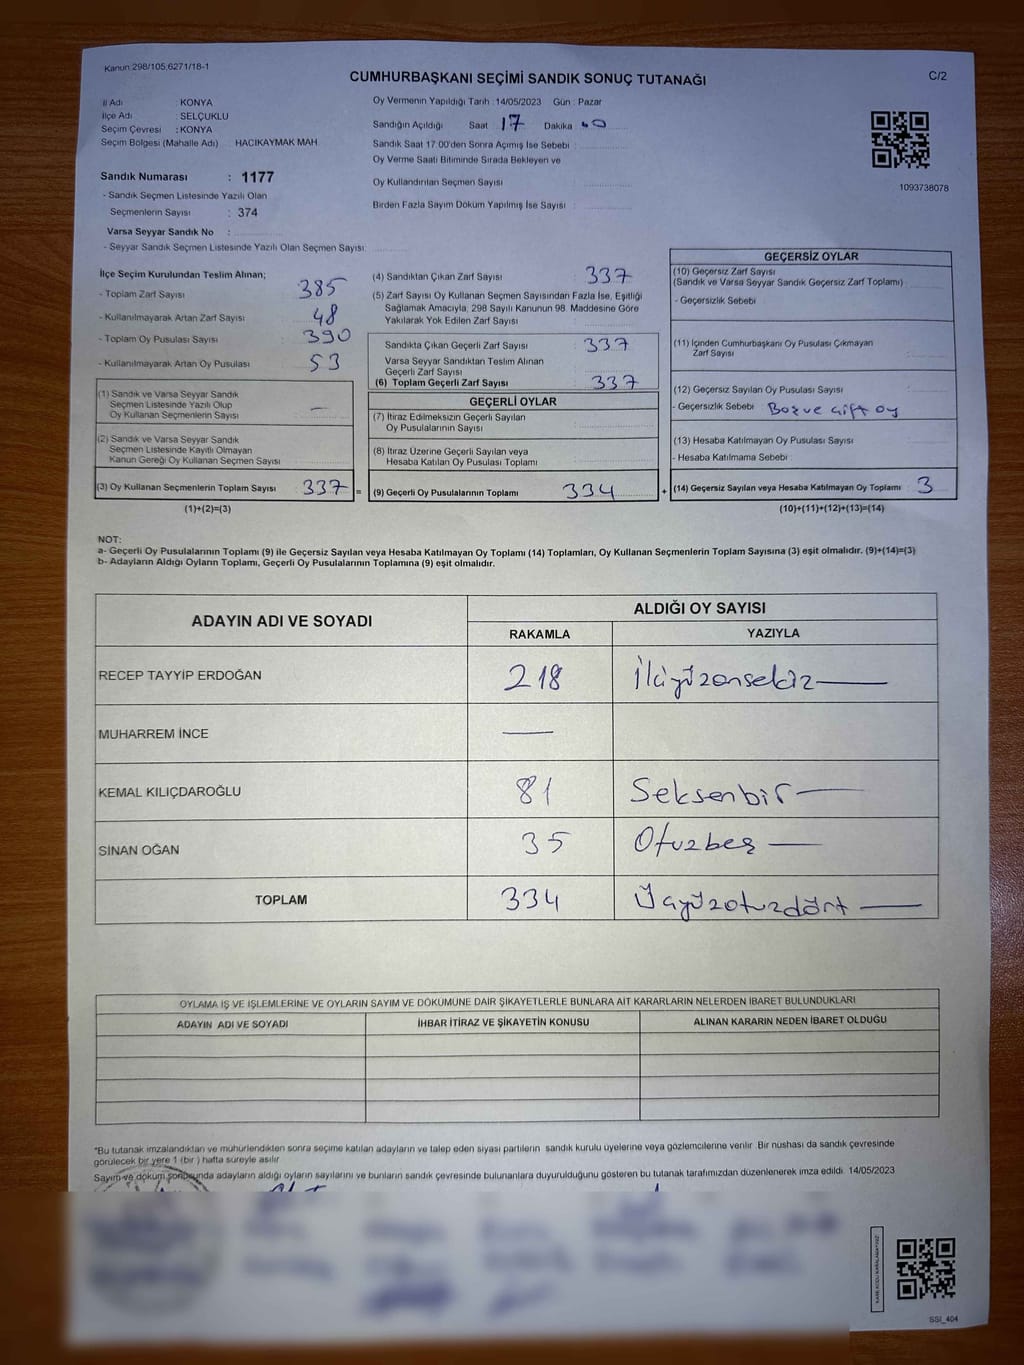 Kanun:298/105;6271/18-1
CUMHURBAŞKANI SEÇİMİ SANDIK SONUÇ TUTANAĞI
C/2
İl Adı : KONYA
İlçe Adı : SELÇUKLU
Seçim Çevresi : KONYA
Seçim Bölgesi (Mahalle Adı) HACIKAYMAK MAH.
Sandık Numarası : 1177
- Sandık Seçmen Listesinde Yazılı Olan
Seçmenlerin Sayısı : 374
Varsa Seyyar Sandık No :
- Seyyar Sandık Seçmen Listesinde Yazılı Olan Seçmen Sayısı:
Oy Vermenin Yapıldığı Tarih : 14/05/2023 Gün : Pazar
Sandığın Açıldığı Saat 17 Dakika 40
Sandık Saat 17:00'den Sonra Açımış İse Sebebi :
Oy Verme Saati Bitiminde Sırada Bekleyen ve
Oy Kullandırılan Seçmen Sayısı :
Birden Fazla Sayım Döküm Yapılmış İse Sayısı :
1093738078
İlçe Seçim Kurulundan Teslim Alınan;
- Toplam Zarf Sayısı : 385
- Kullanılmayarak Artan Zarf Sayısı : 48
- Toplam Oy Pusulası Sayısı : 390
- Kullanılmayarak Artan Oy Pusulası : 53
(1) Sandık ve Varsa Seyyar Sandık
Seçmen Listesinde Yazılı Olup
Oy Kullanan Seçmenlerin Sayısı : —
(2) Sandık ve Varsa Seyyar Sandık
Seçmen Listesinde Kayıtlı Olmayan
Kanun Gereği Oy Kullanan Seçmen Sayısı :
(3) Oy Kullanan Seçmenlerin Toplam Sayısı : 337 =
(1)+(2)=(3)
(4) Sandıktan Çıkan Zarf Sayısı : 337
(5) Zarf Sayısı Oy Kullanan Seçmen Sayısından Fazla İse, Eşitliği
Sağlamak Amacıyla, 298 Sayılı Kanunun 98. Maddesine Göre
Yakılarak Yok Edilen Zarf Sayısı :
Sandıkta Çıkan Geçerli Zarf Sayısı : 337
Varsa Seyyar Sandıktan Teslim Alınan
Geçerli Zarf Sayısı :
(6) Toplam Geçerli Zarf Sayısı : 337
GEÇERLİ OYLAR
(7) İtiraz Edilmeksizin Geçerli Sayılan
Oy Pusulalarının Sayısı :
(8) İtiraz Üzerine Geçerli Sayılan veya
Hesaba Katılan Oy Pusulası Toplamı :
(9) Geçerli Oy Pusulalarının Toplamı : 334 +
GEÇERSİZ OYLAR
(10) Geçersiz Zarf Sayısı
(Sandık ve Varsa Seyyar Sandık Geçersiz Zarf Toplamı) :
- Geçersizlik Sebebi :
(11) İçinden Cumhurbaşkanı Oy Pusulası Çıkmayan
Zarf Sayısı :
(12) Geçersiz Sayılan Oy Pusulası Sayısı :
- Geçersizlik Sebebi : Boş ve çift oy
(13) Hesaba Katılmayan Oy Pusulası Sayısı :
- Hesaba Katılmama Sebebi :
(14) Geçersiz Sayılan veya Hesaba Katılmayan Oy Toplamı : 3
(10)+(11)+(12)+(13)=(14)
NOT:
a- Geçerli Oy Pusulalarının Toplamı (9) ile Geçersiz Sayılan veya Hesaba Katılmayan Oy Toplamı (14) Toplamları, Oy Kullanan Seçmenlerin Toplam Sayısına (3) eşit olmalıdır. (9)+(14)=(3)
b- Adayların Aldığı Oyların Toplamı, Geçerli Oy Pusulalarının Toplamına (9) eşit olmalıdır.
ADAYIN ADI VE SOYADI
ALDIĞI OY SAYISI
RAKAMLA YAZIYLA
RECEP TAYYİP ERDOĞAN 218 İkiyüzonsekiz —
MUHARREM İNCE —
KEMAL KILIÇDAROĞLU 81 Seksenbir —
SİNAN OĞAN 35 Otuzbeş —
TOPLAM 334 Üçyüzotuzdört —
OYLAMA İŞ VE İŞLEMLERİNE VE OYLARIN SAYIM VE DÖKÜMÜNE DAİR ŞİKAYETLERLE BUNLARA AİT KARARLARIN NELERDEN İBARET BULUNDUKLARI
ADAYIN ADI VE SOYADI İHBAR İTİRAZ VE ŞİKAYETİN KONUSU ALINAN KARARIN NEDEN İBARET OLDUĞU
*Bu tutanak imzalandıktan ve mühürlendikten sonra seçime katılan adayların ve talep eden siyasi partilerin sandık kurulu üyelerine veya gözlemcilerine verilir. Bir nüshası da sandık çevresinde
görülecek bir yere 1 (bir) hafta süreyle asılır.
Sayım ve döküm sonucunda adayların aldığı oyların sayılarını ve bunların sandık çevresinde bulunanlara duyurulduğunu gösteren bu tutanak tarafımızdan düzenlenerek imza edildi. 14/05/2023
SSI_404